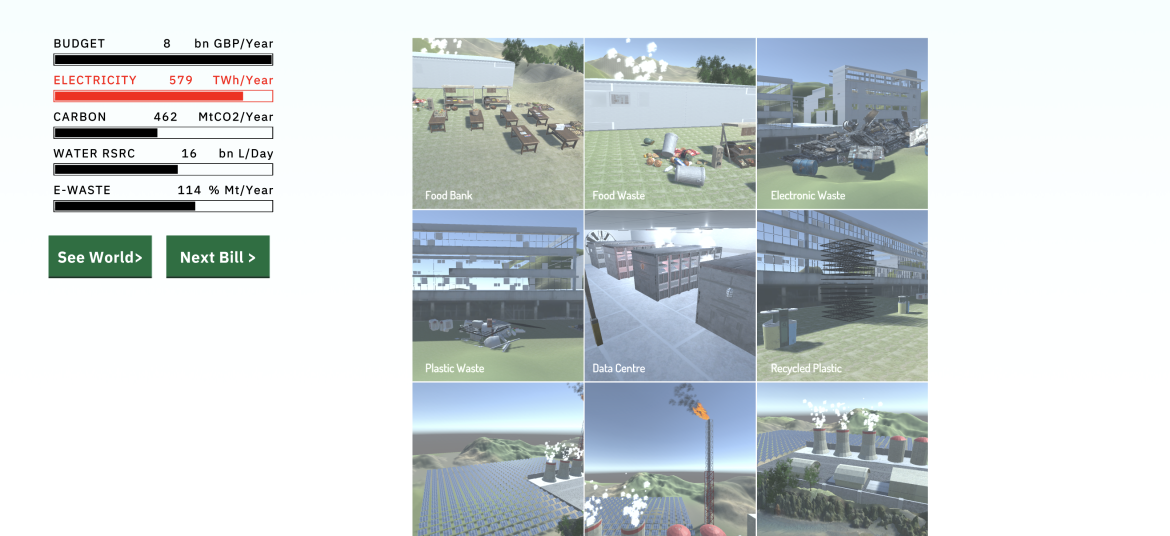 BUDGET 8 bn GBP/Year
ELECTRICITY 579 TWh/Year
CARBON 462 MtCO2/Year
WATER RSRC 16 bn L/Day
E-WASTE 114 % Mt/Year
See World> Next Bill >
Food Bank Food Waste Electronic Waste
Plastic Waste Data Centre Recycled Plastic